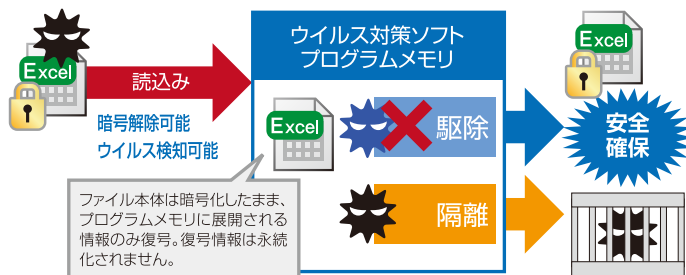 Excel
読込み
暗号解除可能
ウイルス検知可能
ウイルス対策ソフト
プログラムメモリ
Excel
駆除
隔離
ファイル本体は暗号化したまま、
プログラムメモリに展開される
情報のみ復号。復号情報は永続
化されません。
Excel
安全
確保